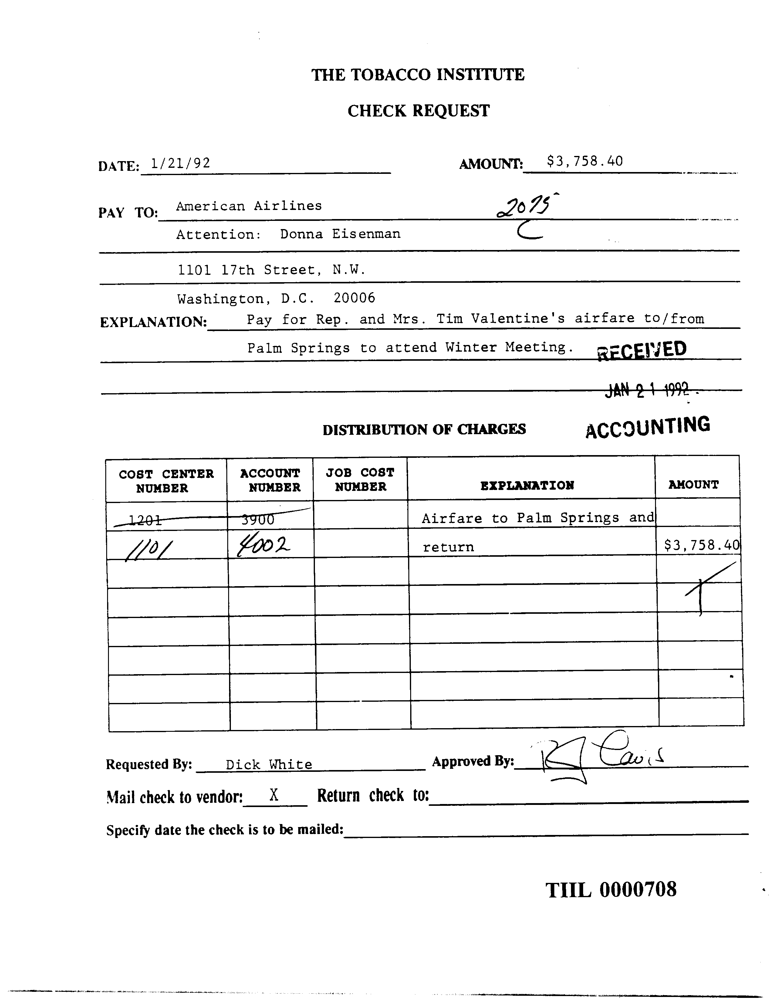 THE TOBACCO INSTITUTE
CHECK REQUEST
DATE: 1/21/92 AMOUNT: $3,758.40
PAY TO: American Airlines 2075
Attention: Donna Eisenman C
1101 17th Street, N.W.
Washington, D.C. 20006
EXPLANATION: Pay for Rep. and Mrs. Tim Valentine's airfare to/from
Palm Springs to attend Winter Meeting. RECEIVED
JAN 21 1992
DISTRIBUTION OF CHARGES ACCOUNTING
COST CENTER NUMBER ACCOUNT NUMBER JOB COST NUMBER EXPLANATION AMOUNT
1201 3900 Airfare to Palm Springs and
1101 4002 return $3,758.40
Requested By: Dick White Approved By:
Mail check to vendor: X Return check to:
Specify date the check is to be mailed:
TIIL 0000708